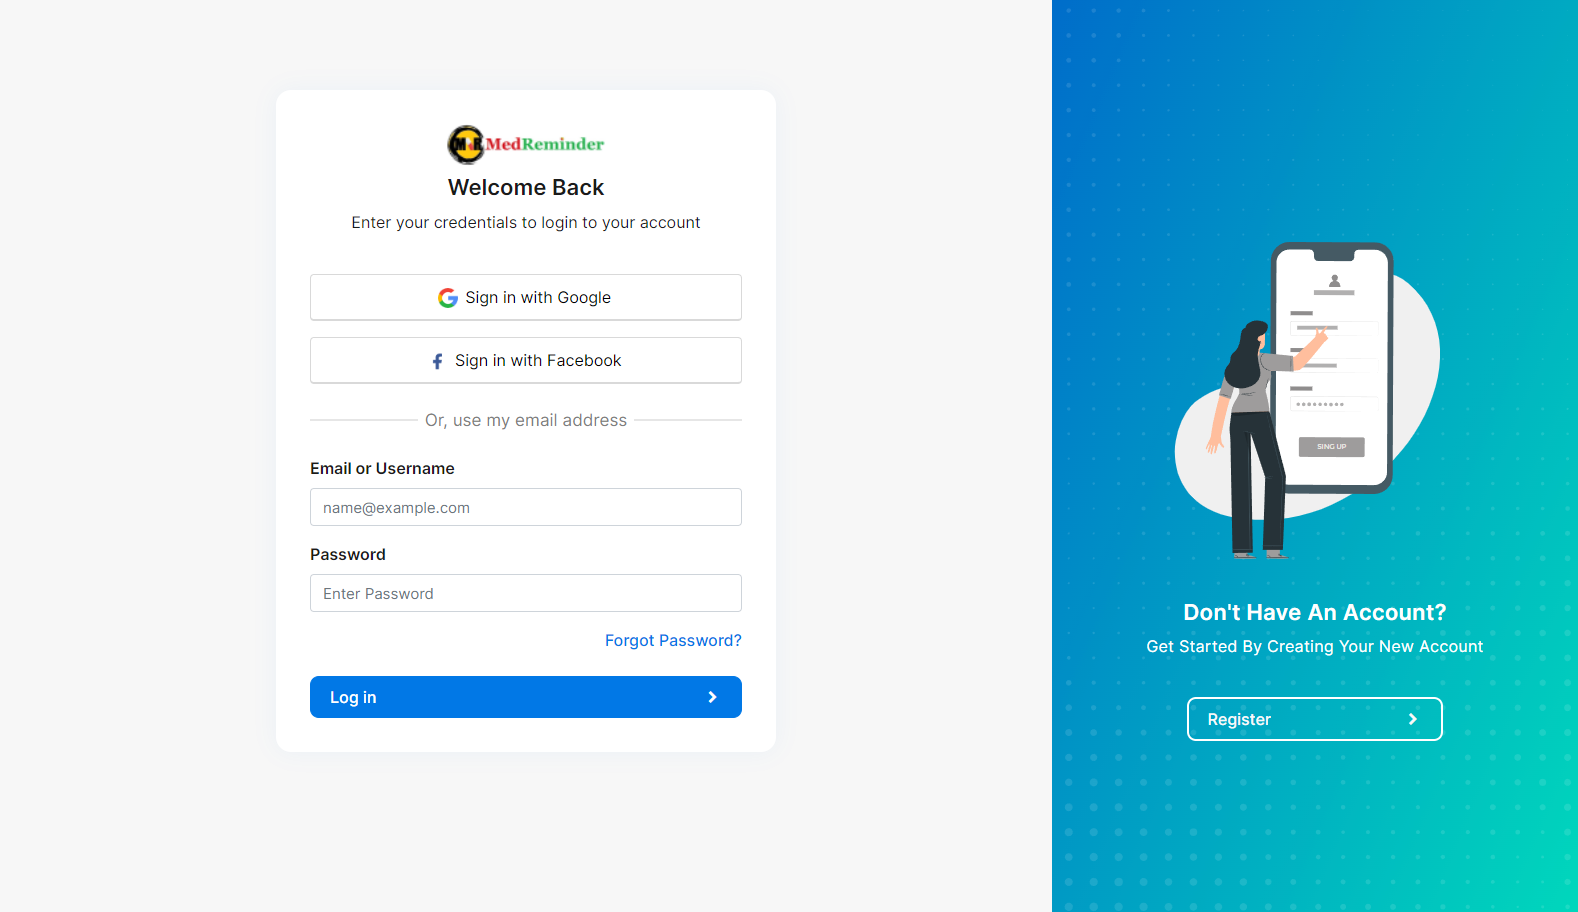 MR MedReminder
Welcome Back
Enter your credentials to login to your account
Sign in with Google
Sign in with Facebook
Or, use my email address
Email or Username
name@example.com
Password
Enter Password
Forgot Password?
Log in
SING UP
Don't Have An Account?
Get Started By Creating Your New Account
Register